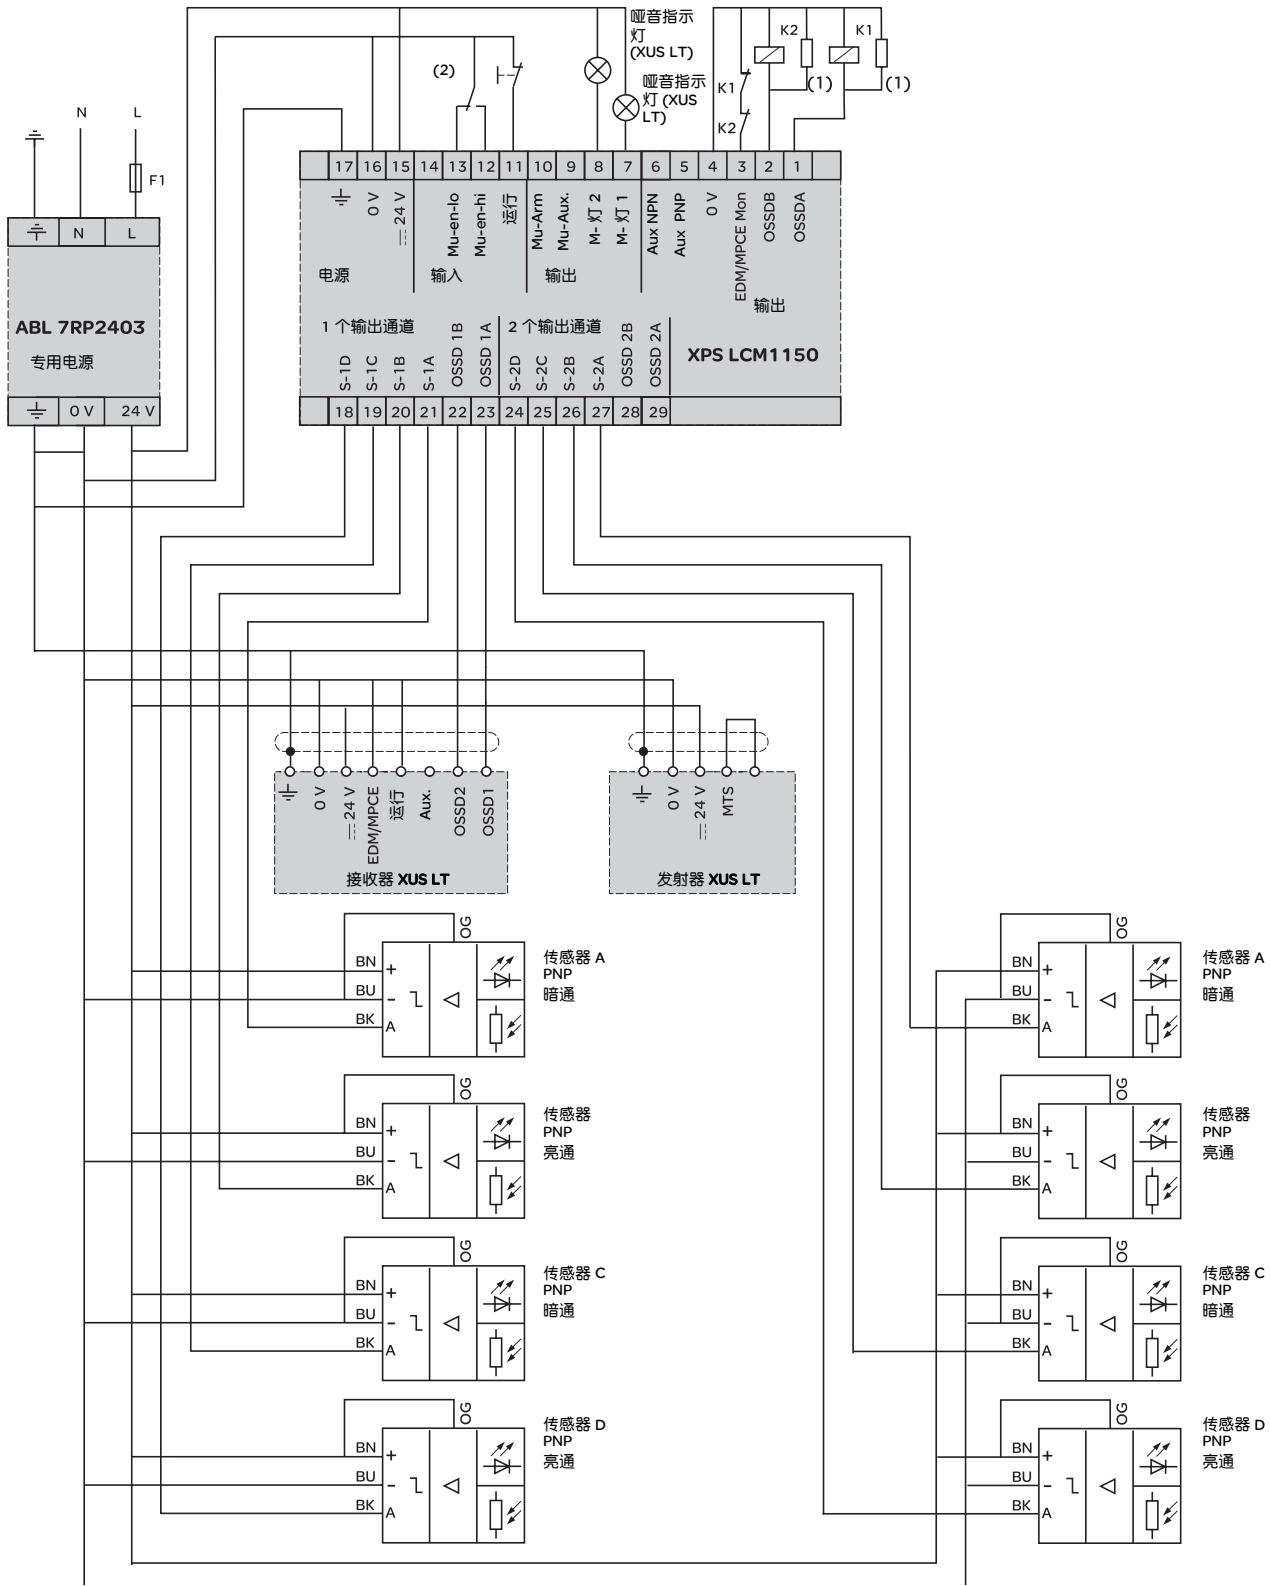 哑音指示
灯
(XUS LT)
哑音指示
灯 (XUS
LT)
(2)
K1
K2
K2
(1)
K1
(1)
N
L
F1
N
L
ABL 7RP2403
专用电源
0 V
24 V
17
16
15
14
13
12
11
10
9
8
7
6
5
4
3
2
1
0 V
24 V
Mu-en-lo
Mu-en-hi
运行
Mu-Arm
Mu-Aux.
M- 灯 2
M- 灯 1
Aux NPN
Aux PNP
0 V
EDM/MPCE Mon
OSSDB
OSSDA
电源
输入
输出
输出
1 个输出通道
2 个输出通道
XPS LCM1150
S-1D
S-1C
S-1B
S-1A
OSSD 1B
OSSD 1A
S-2D
S-2C
S-2B
S-2A
OSSD 2B
OSSD 2A
18
19
20
21
22
23
24
25
26
27
28
29
0 V
24 V
EDM/MPCE
运行
Aux.
OSSD2
OSSD1
接收器 XUS LT
0 V
24 V
MTS
发射器 XUS LT
OG
BN
+
BU
-
BK
A
传感器 A
PNP
暗通
OG
BN
+
BU
-
BK
A
传感器 A
PNP
暗通
OG
BN
+
BU
-
BK
A
传感器
PNP
亮通
OG
BN
+
BU
-
BK
A
传感器
PNP
亮通
OG
BN
+
BU
-
BK
A
传感器 C
PNP
暗通
OG
BN
+
BU
-
BK
A
传感器 C
PNP
暗通
OG
BN
+
BU
-
BK
A
传感器 D
PNP
亮通
OG
BN
+
BU
-
BK
A
传感器 D
PNP
亮通